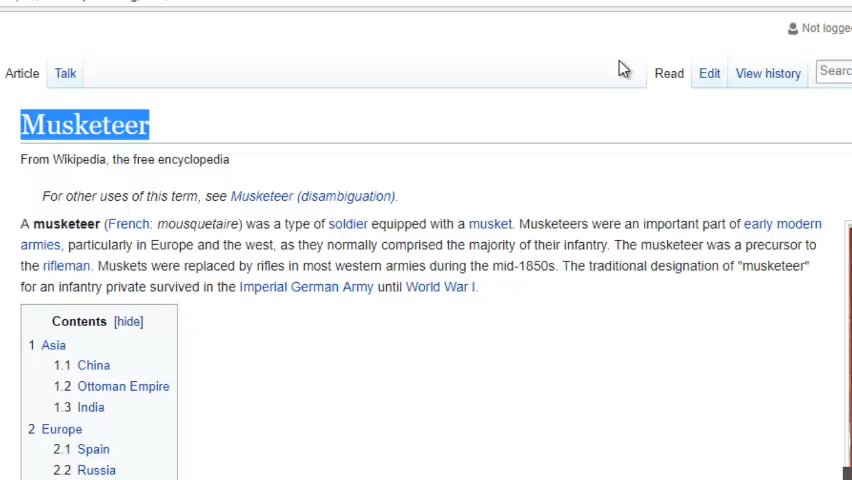 Not logge
Article Talk Read Edit View history Searc
Musketeer
From Wikipedia, the free encyclopedia
For other uses of this term, see Musketeer (disambiguation).
A musketeer (French: mousquetaire) was a type of soldier equipped with a musket. Musketeers were an important part of early modern
armies, particularly in Europe and the west, as they normally comprised the majority of their infantry. The musketeer was a precursor to
the rifleman. Muskets were replaced by rifles in most western armies during the mid-1850s. The traditional designation of "musketeer"
for an infantry private survived in the Imperial German Army until World War I.
Contents [hide]
1 Asia
1.1 China
1.2 Ottoman Empire
1.3 India
2 Europe
2.1 Spain
2.2 Russia